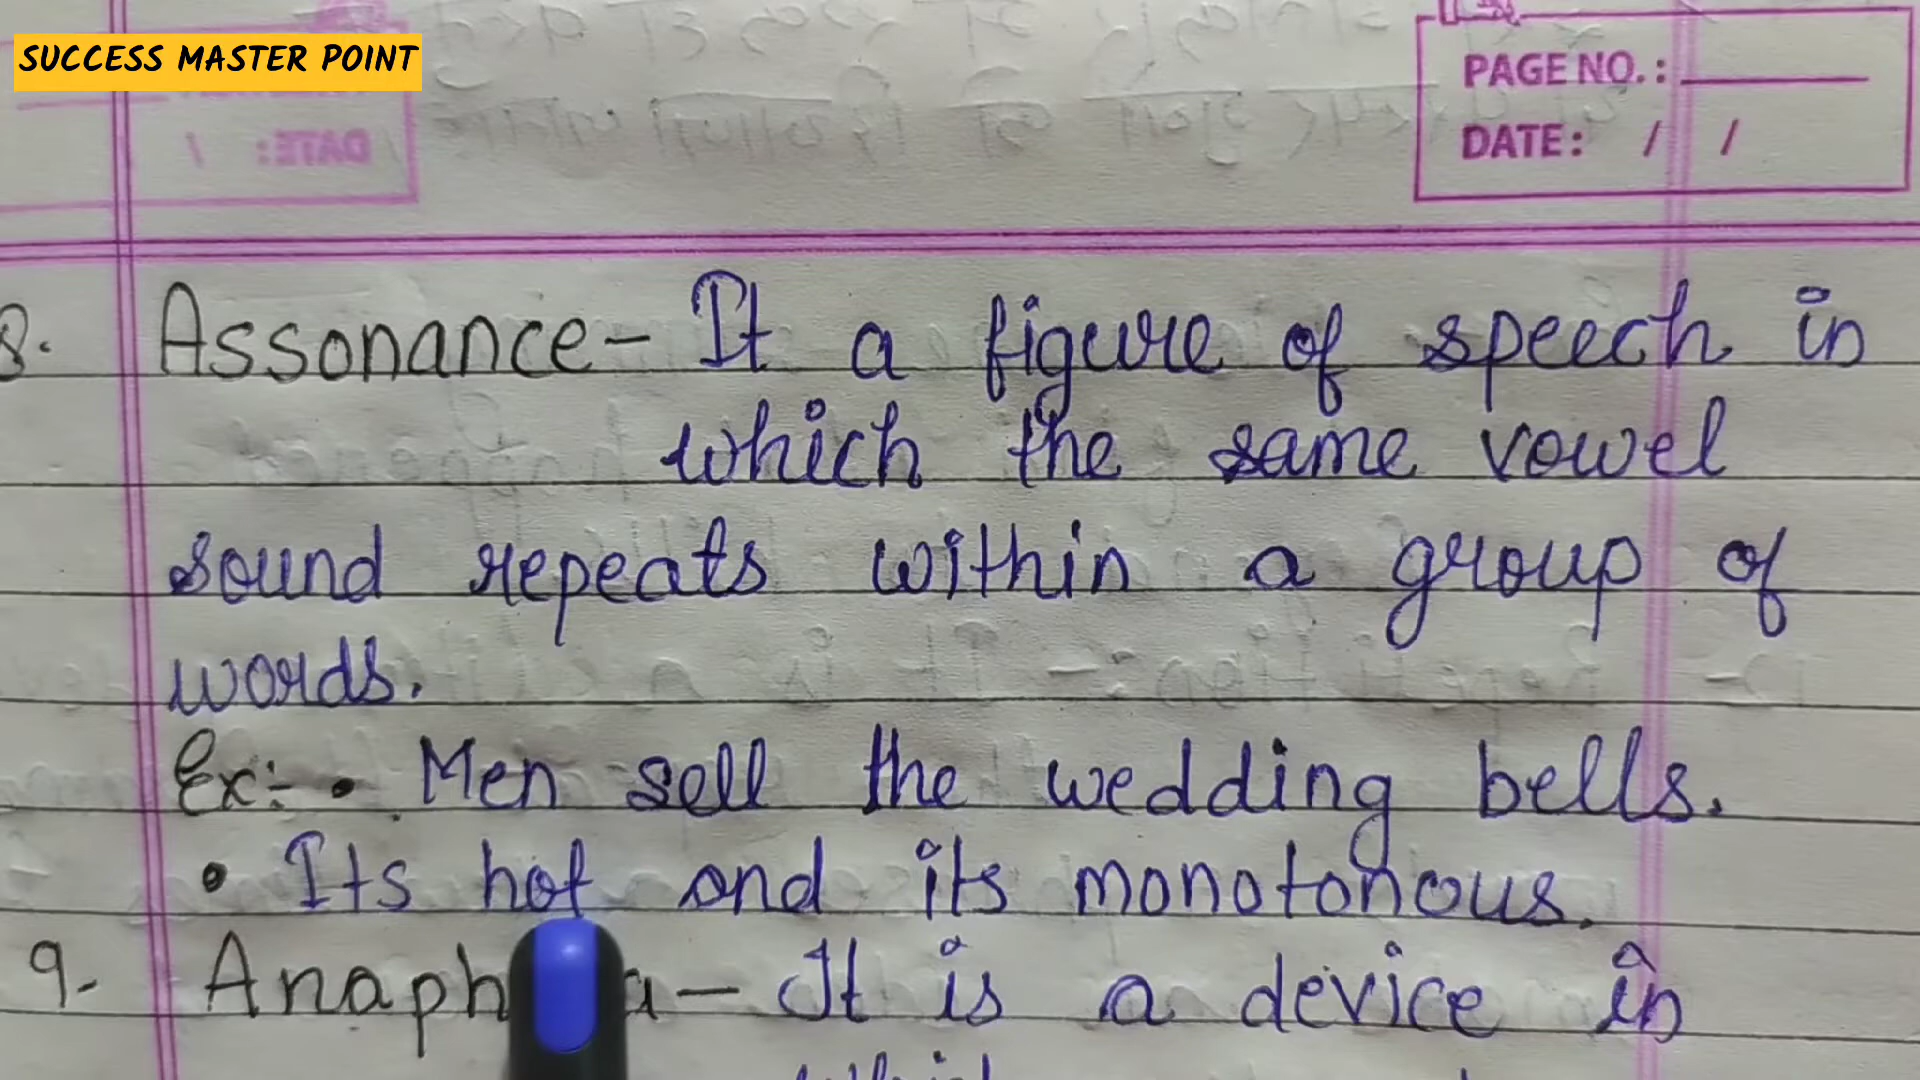 SUCCESS MASTER POINT
PAGE NO.:
DATE: / /
8. Assonance - It a figure of speech in
which the same vowel
sound repeats within a group of
words.
Ex:- • Men sell the wedding bells.
• Its hot and its monotonous.
9. - It is a device in